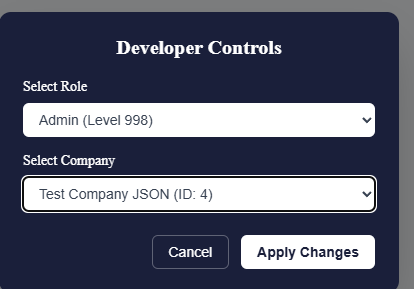 Developer Controls
Select Role
Admin (Level 998)
Select Company
Test Company JSON (ID: 4)
Cancel
Apply Changes